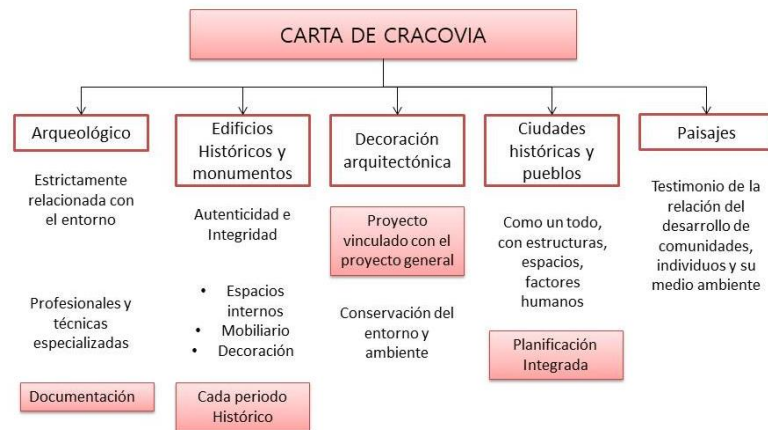 CARTA DE CRACOVIA
Arqueológico
Estrictamente
relacionada con
el entorno
Profesionales y
técnicas
especializadas
Documentación
Edificios
Históricos y
monumentos
Autenticidad e
Integridad
• Espacios
internos
• Mobiliario
• Decoración
Cada periodo
Histórico
Decoración
arquitectónica
Proyecto
vinculado con el
proyecto general
Conservación del
entorno y
ambiente
Ciudades
históricas y
pueblos
Como un todo,
con estructuras,
espacios,
factores
humanos
Planificación
Integrada
Paisajes
Testimonio de la
relación del
desarrollo de
comunidades,
individuos y su
medio ambiente